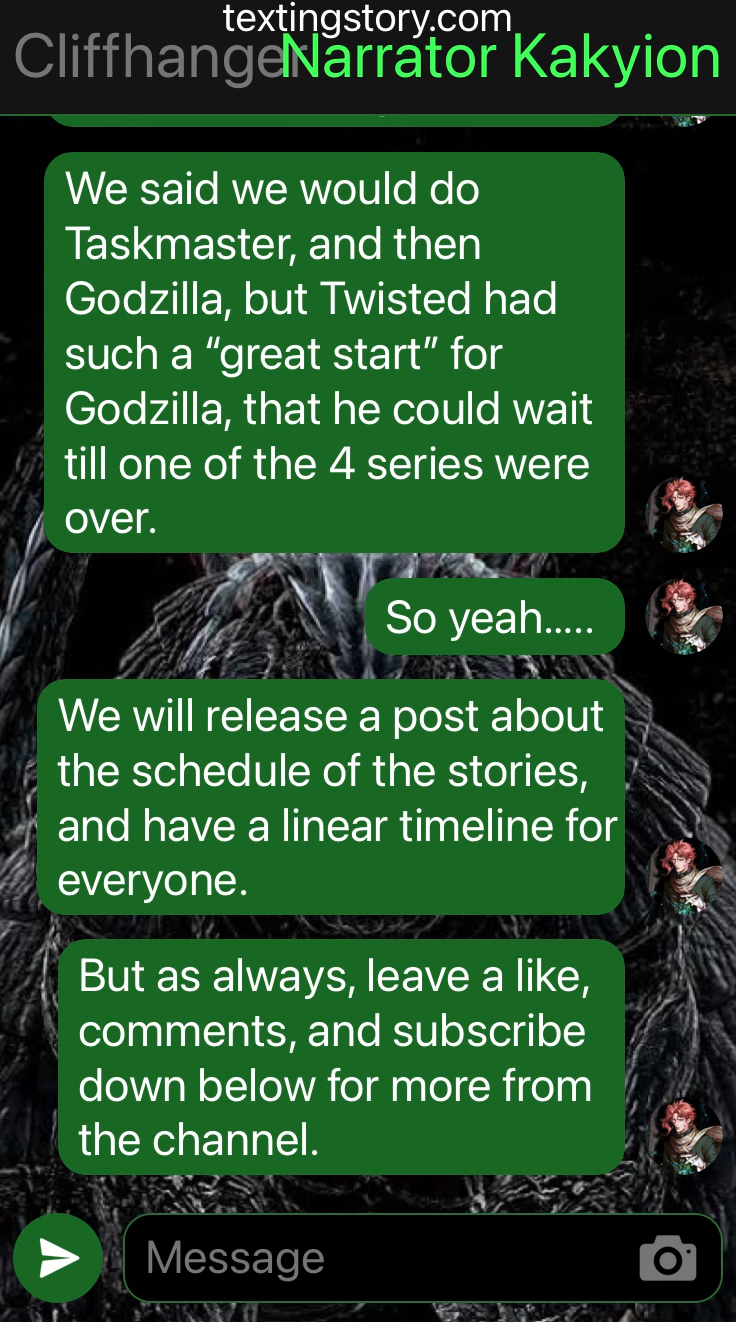 textingstory.com
Cliffhanger Narrator Kakyion
We said we would do
Taskmaster, and then
Godzilla, but Twisted had
such a “great start” for
Godzilla, that he could wait
till one of the 4 series were
over.
So yeah.....
We will release a post about
the schedule of the stories,
and have a linear timeline for
everyone.
But as always, leave a like,
comments, and subscribe
down below for more from
the channel.
Message